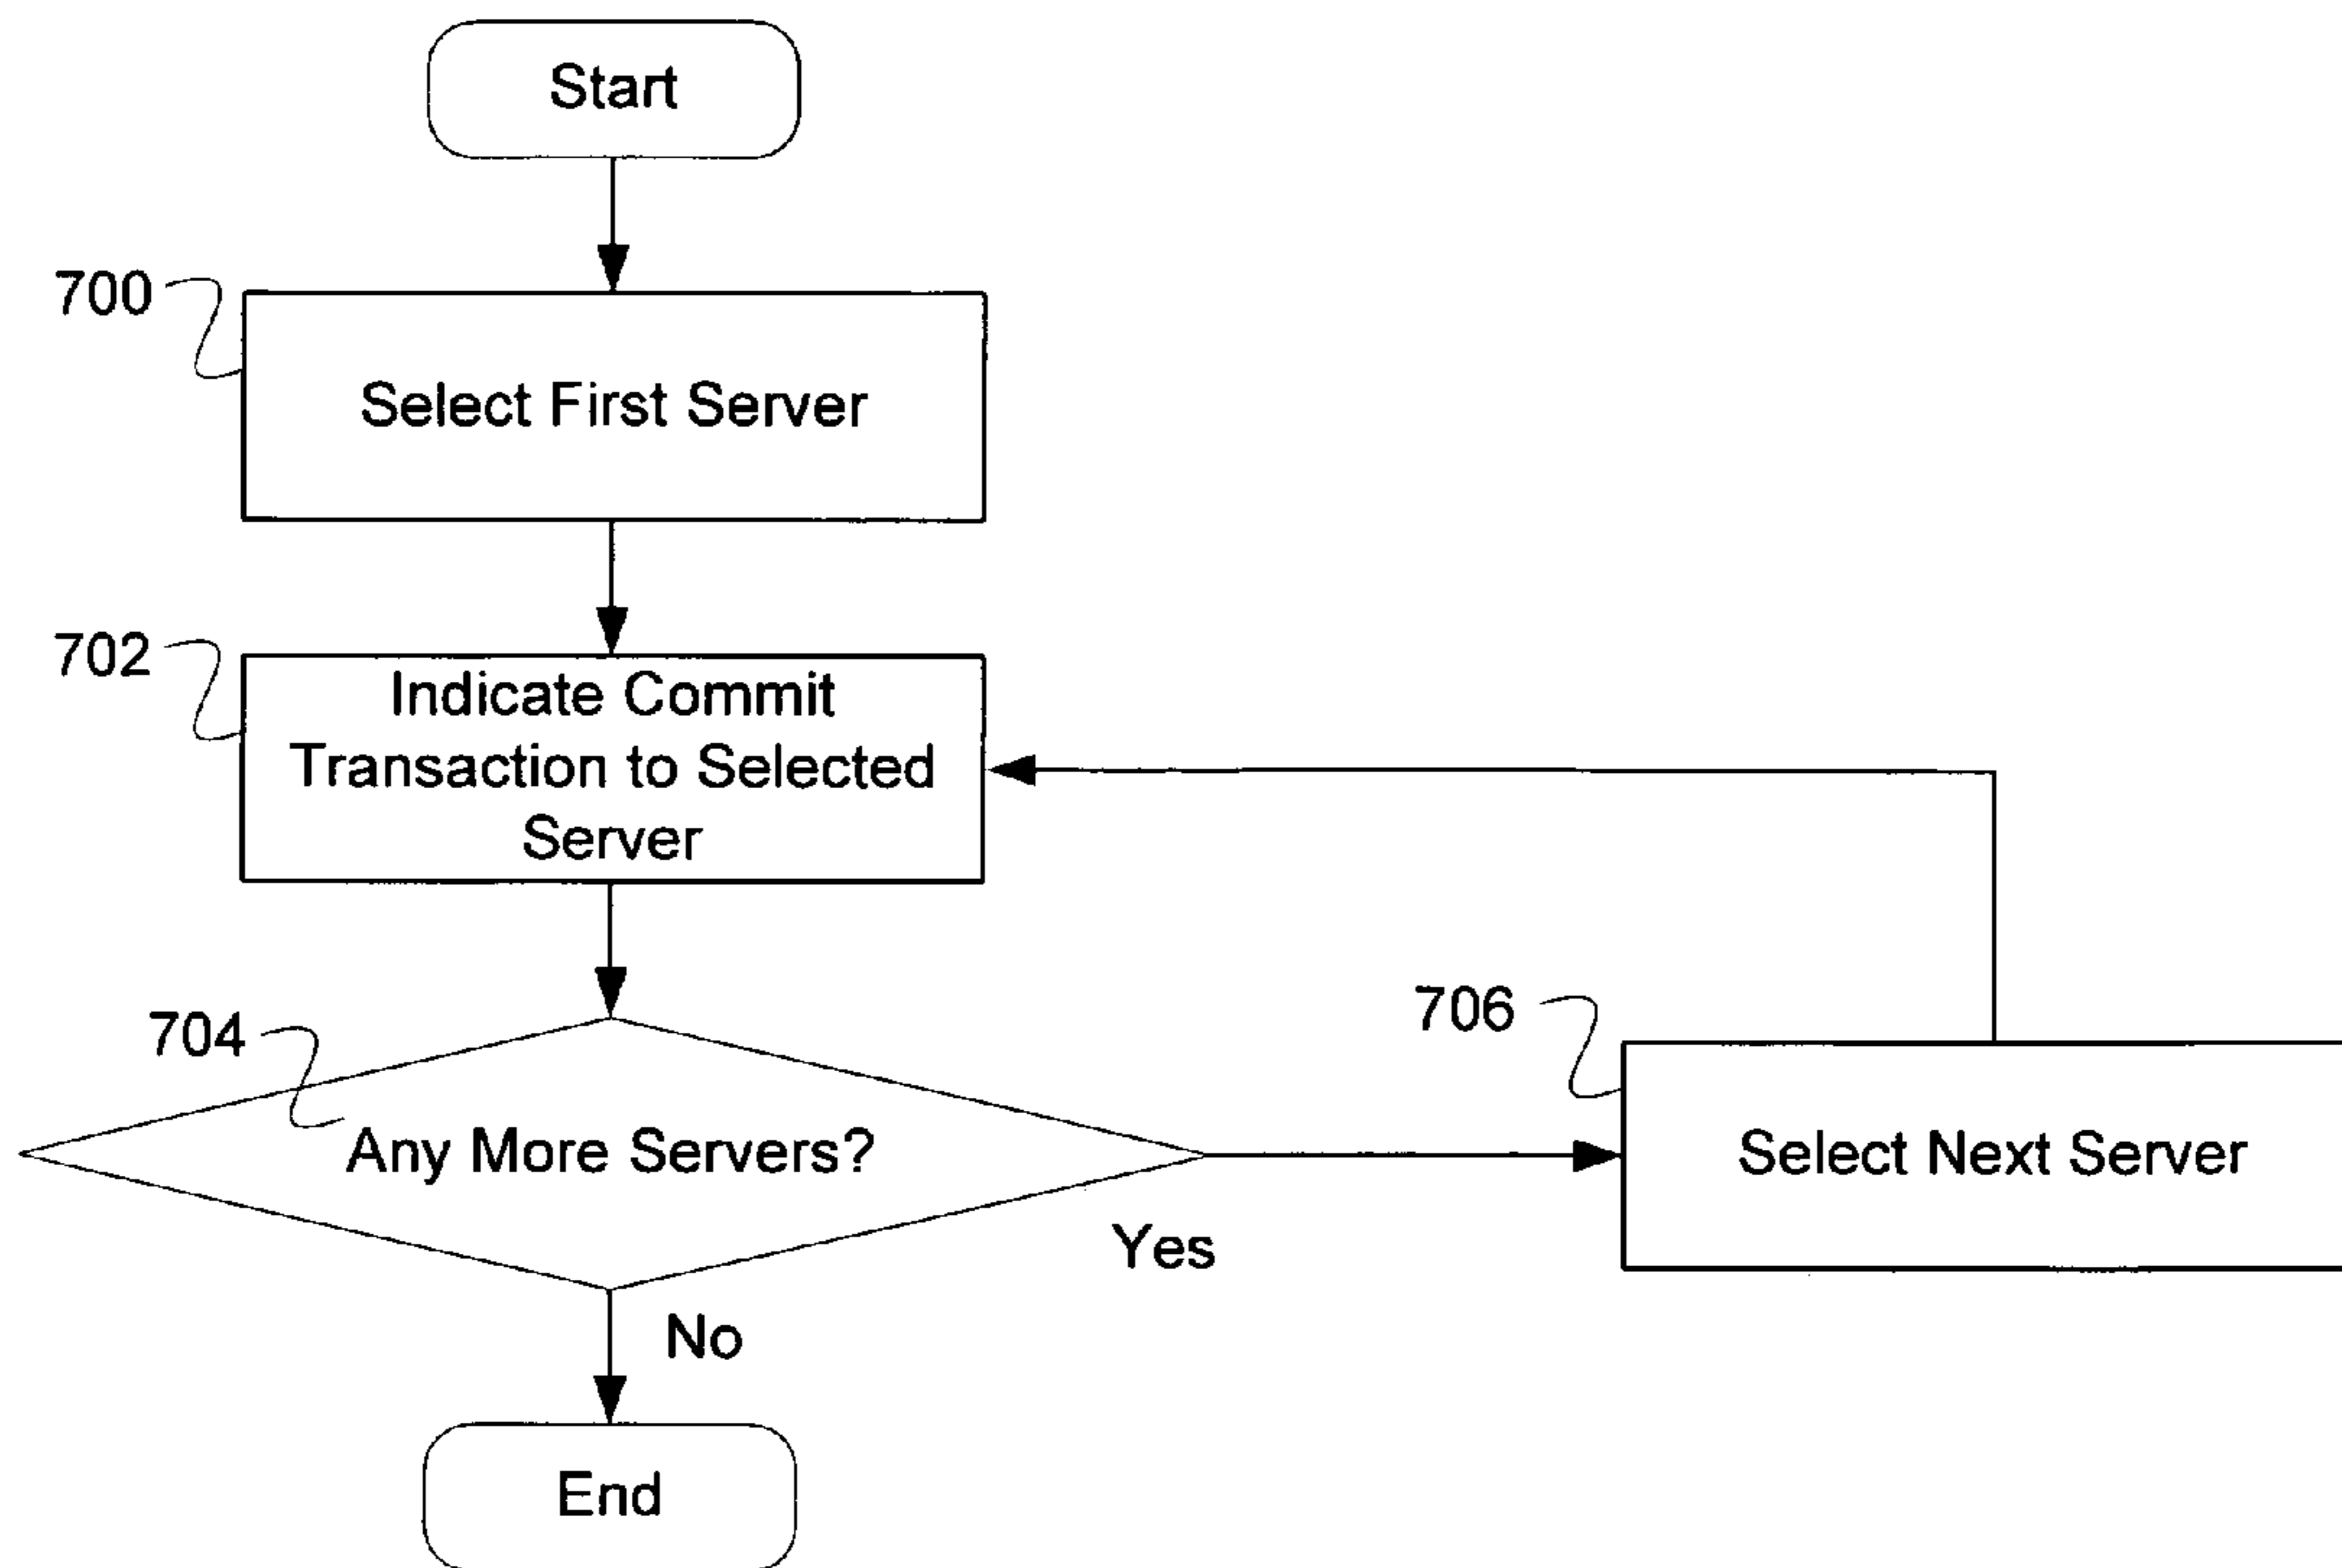 Start
700
Select First Server
702
Indicate Commit
Transaction to Selected
Server
704
Any More Servers?
Yes
706
Select Next Server
No
End